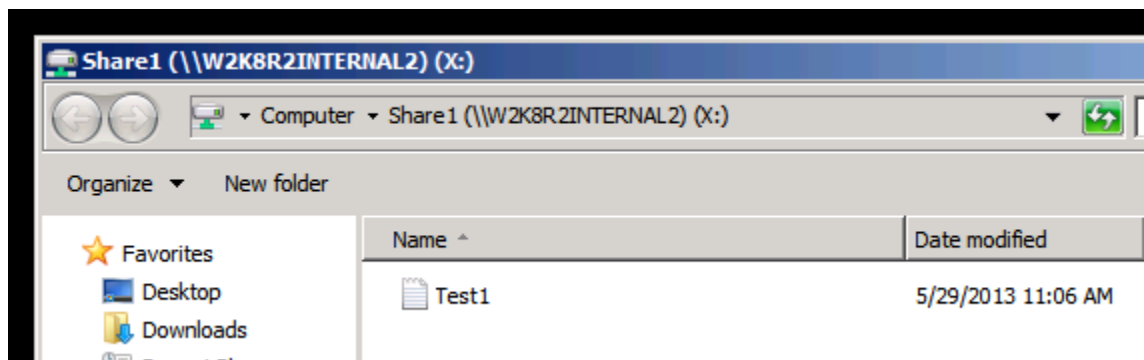 Share1 (\\W2K8R2INTERNAL2) (X:)
Computer Share1 (\\W2K8R2INTERNAL2) (X:)
Organize New folder
Favorites
Desktop
Downloads
Name Date modified
Test1 5/29/2013 11:06 AM